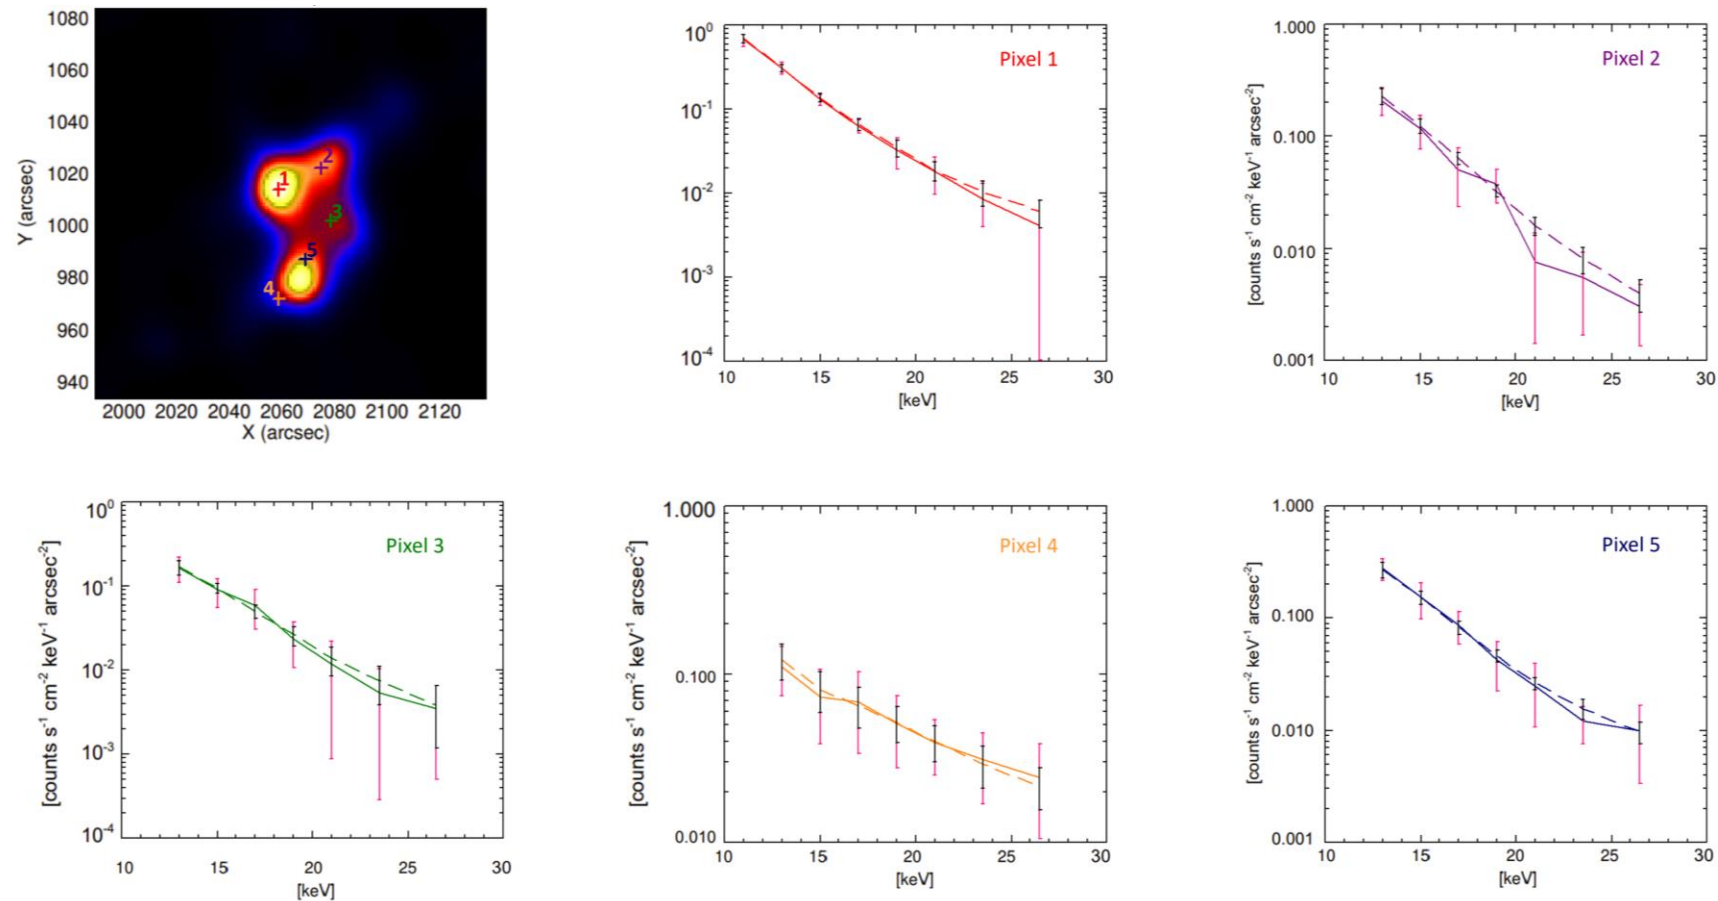 1080
1060
1040
1020
1000
980
960
940
Y (arcsec)
2000 2020 2040 2060 2080 2100 2120
X (arcsec)
1
2
3
5
4
Pixel 1
10⁰
10⁻¹
10⁻²
10⁻³
10⁻⁴
10 15 20 25 30
[keV]
Pixel 2
[counts s⁻¹ cm⁻² keV⁻¹ arcsec⁻²]
1.000
0.100
0.010
0.001
10 15 20 25 30
[keV]
Pixel 3
[counts s⁻¹ cm⁻² keV⁻¹ arcsec⁻²]
10⁰
10⁻¹
10⁻²
10⁻³
10⁻⁴
10 15 20 25 30
[keV]
Pixel 4
[counts s⁻¹ cm⁻² keV⁻¹ arcsec⁻²]
1.000
0.100
0.010
10 15 20 25 30
[keV]
Pixel 5
[counts s⁻¹ cm⁻² keV⁻¹ arcsec⁻²]
1.000
0.100
0.010
0.001
10 15 20 25 30
[keV]